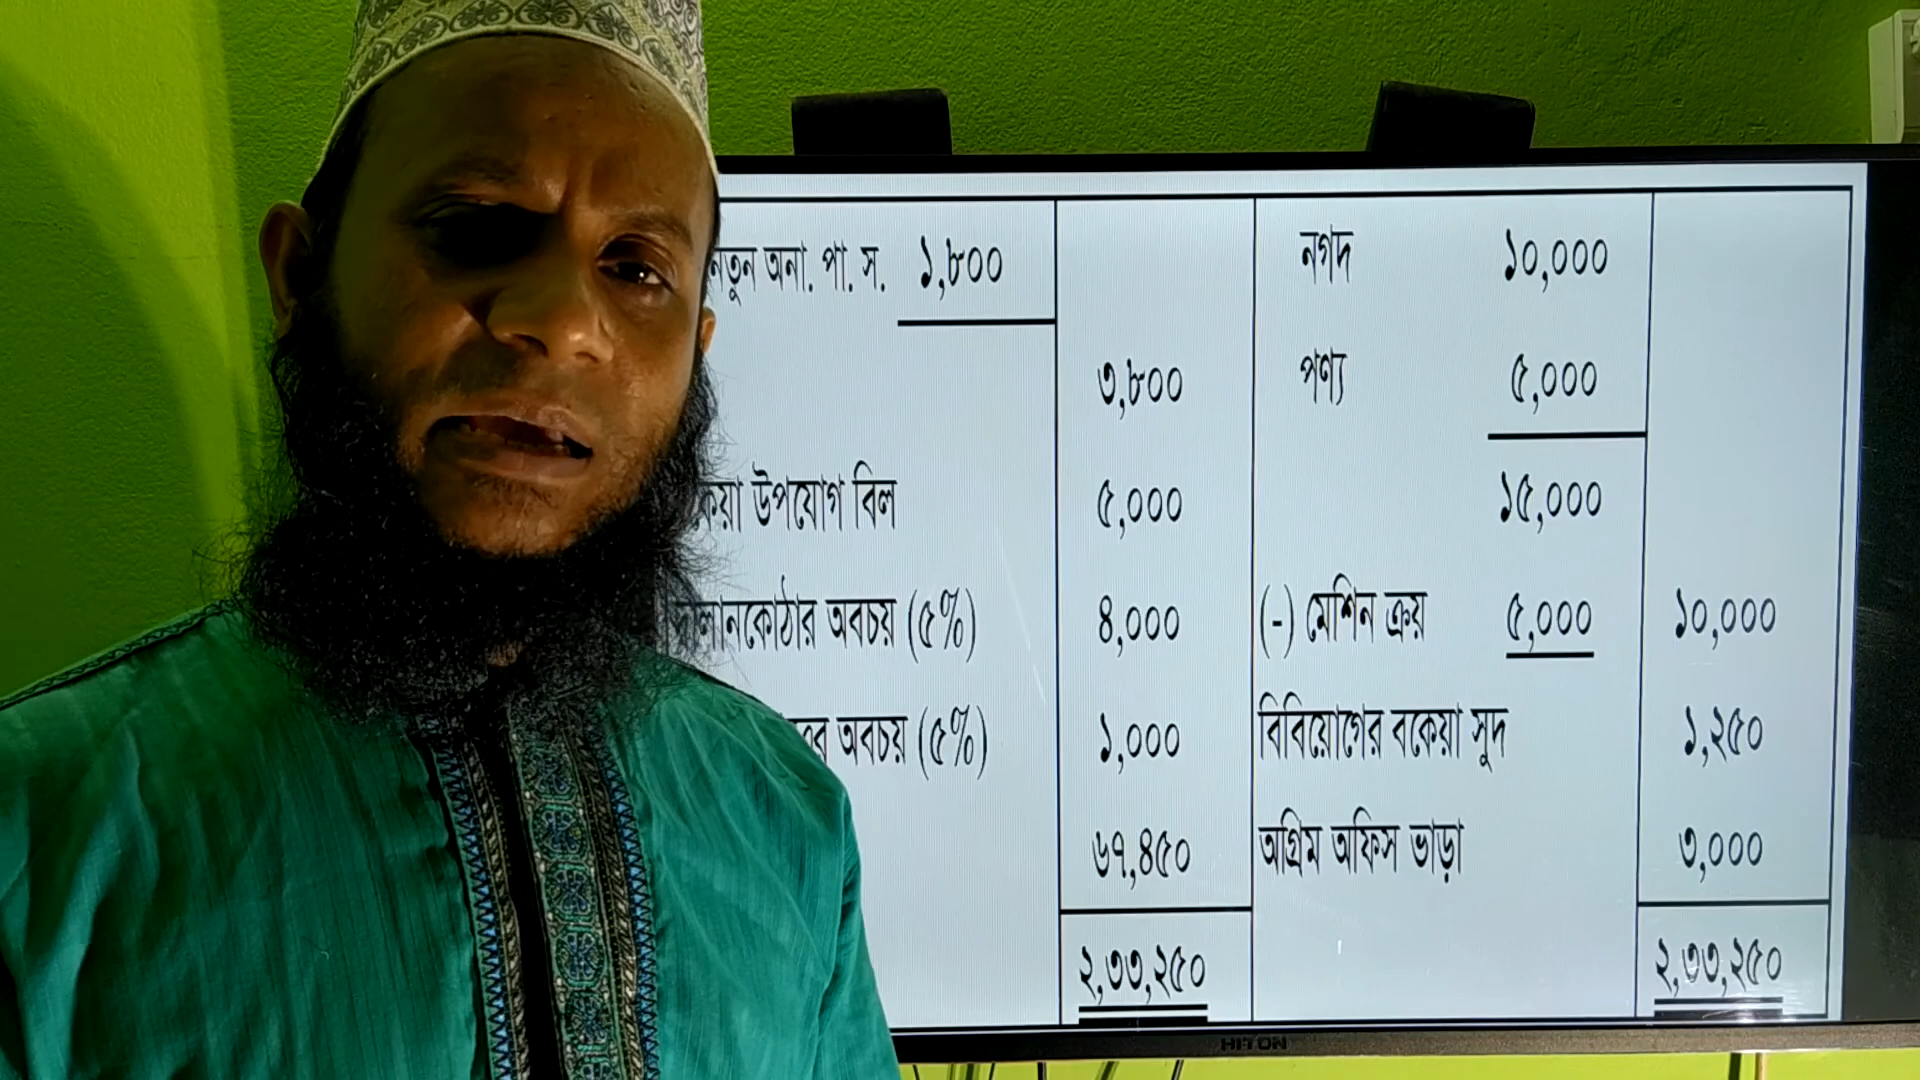 নতুন অনা. পা. স. ১,৮০০ নগদ ১০,০০০
৩,৮০০ পণ্য ৫,০০০
উপযোগ বিল ৫,০০০ ১৫,০০০
অবচয় (৫%) ৪,০০০ (-) মেশিন ক্রয় ৫,০০০ ১০,০০০
অবচয় (৫%) ১,০০০ বিবিয়োগের বকেয়া সুদ ১,২৫০
৬৭,৪৫০ অগ্রিম অফিস ভাড়া ৩,০০০
২,৩৩,২৫০ ২,৩৩,২৫০
HITON